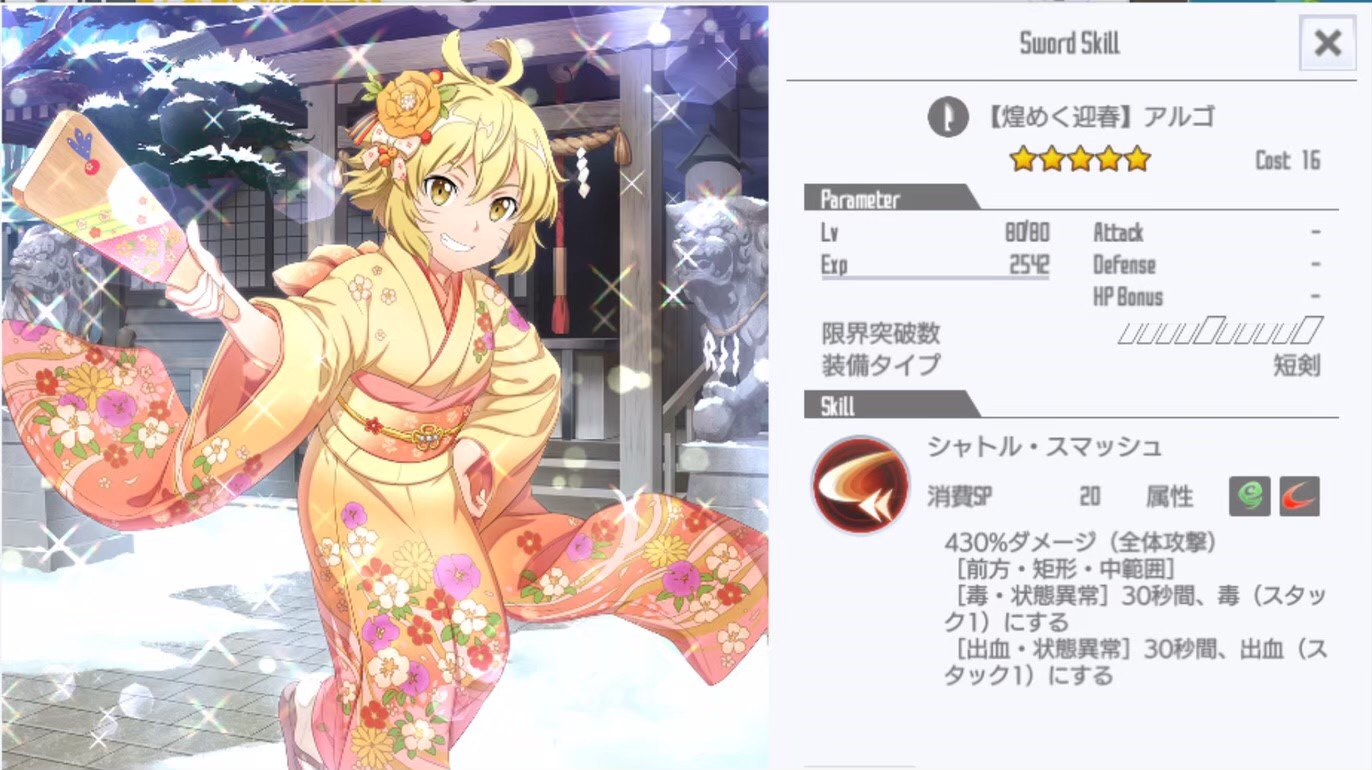 Sword Skill
【煌めく迎春】アルゴ
Cost 16
Parameter
Lv 80/80 Attack -
Exp 2542 Defense -
HP Bonus -
限界突破数
装備タイプ 短剣
Skill
シャトル・スマッシュ
消費SP 20 属性
430%ダメージ（全体攻撃）
［前方・矩形・中範囲］
［毒・状態異常］30秒間、毒（スタッ
ク1）にする
［出血・状態異常］30秒間、出血（ス
タック1）にする